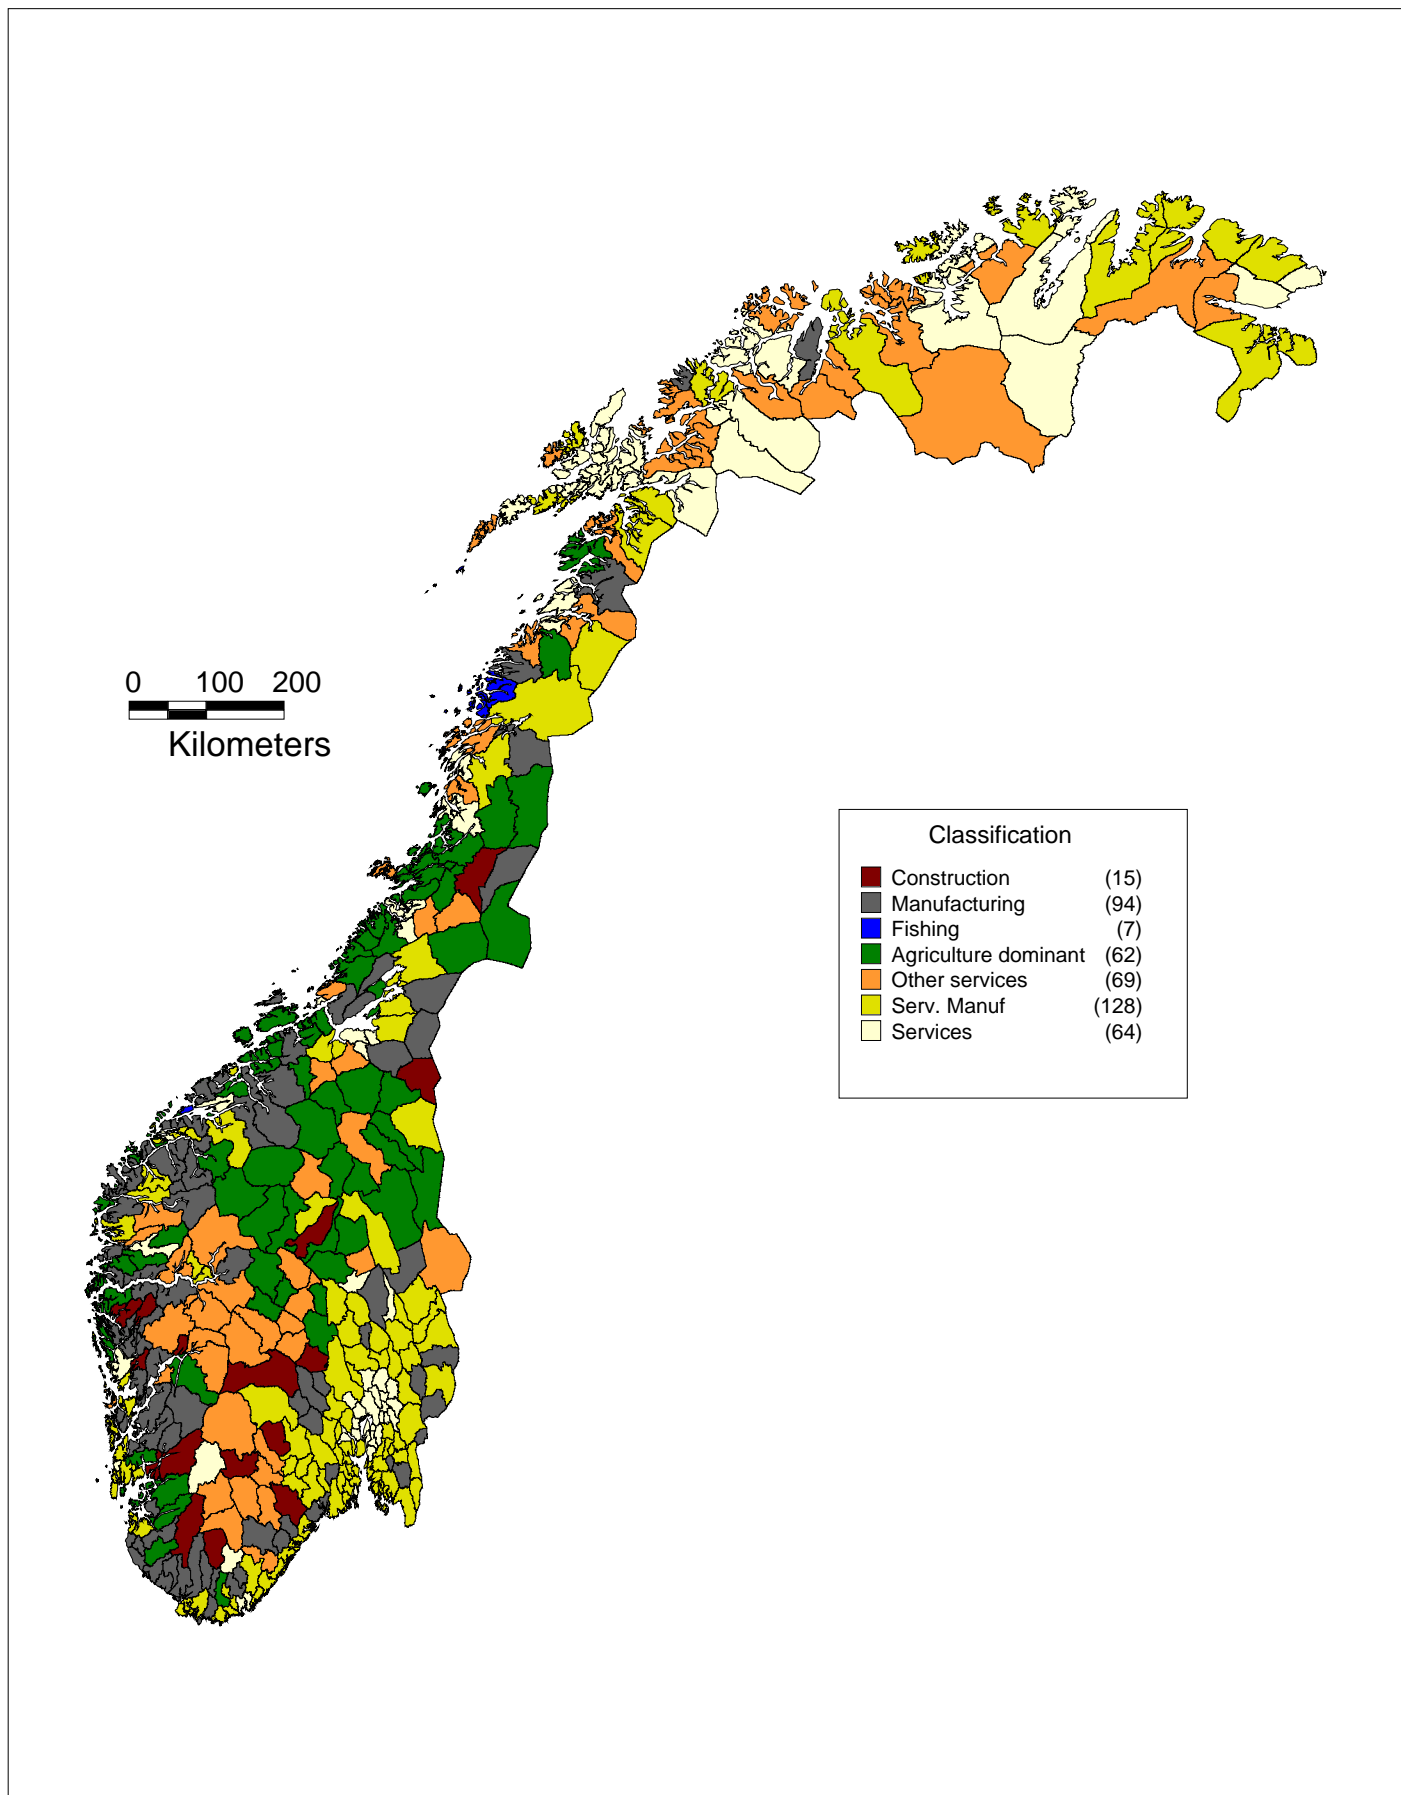 0 100 200
Kilometers
Classification
Construction (15)
Manufacturing (94)
Fishing (7)
Agriculture dominant (62)
Other services (69)
Serv. Manuf (128)
Services (64)